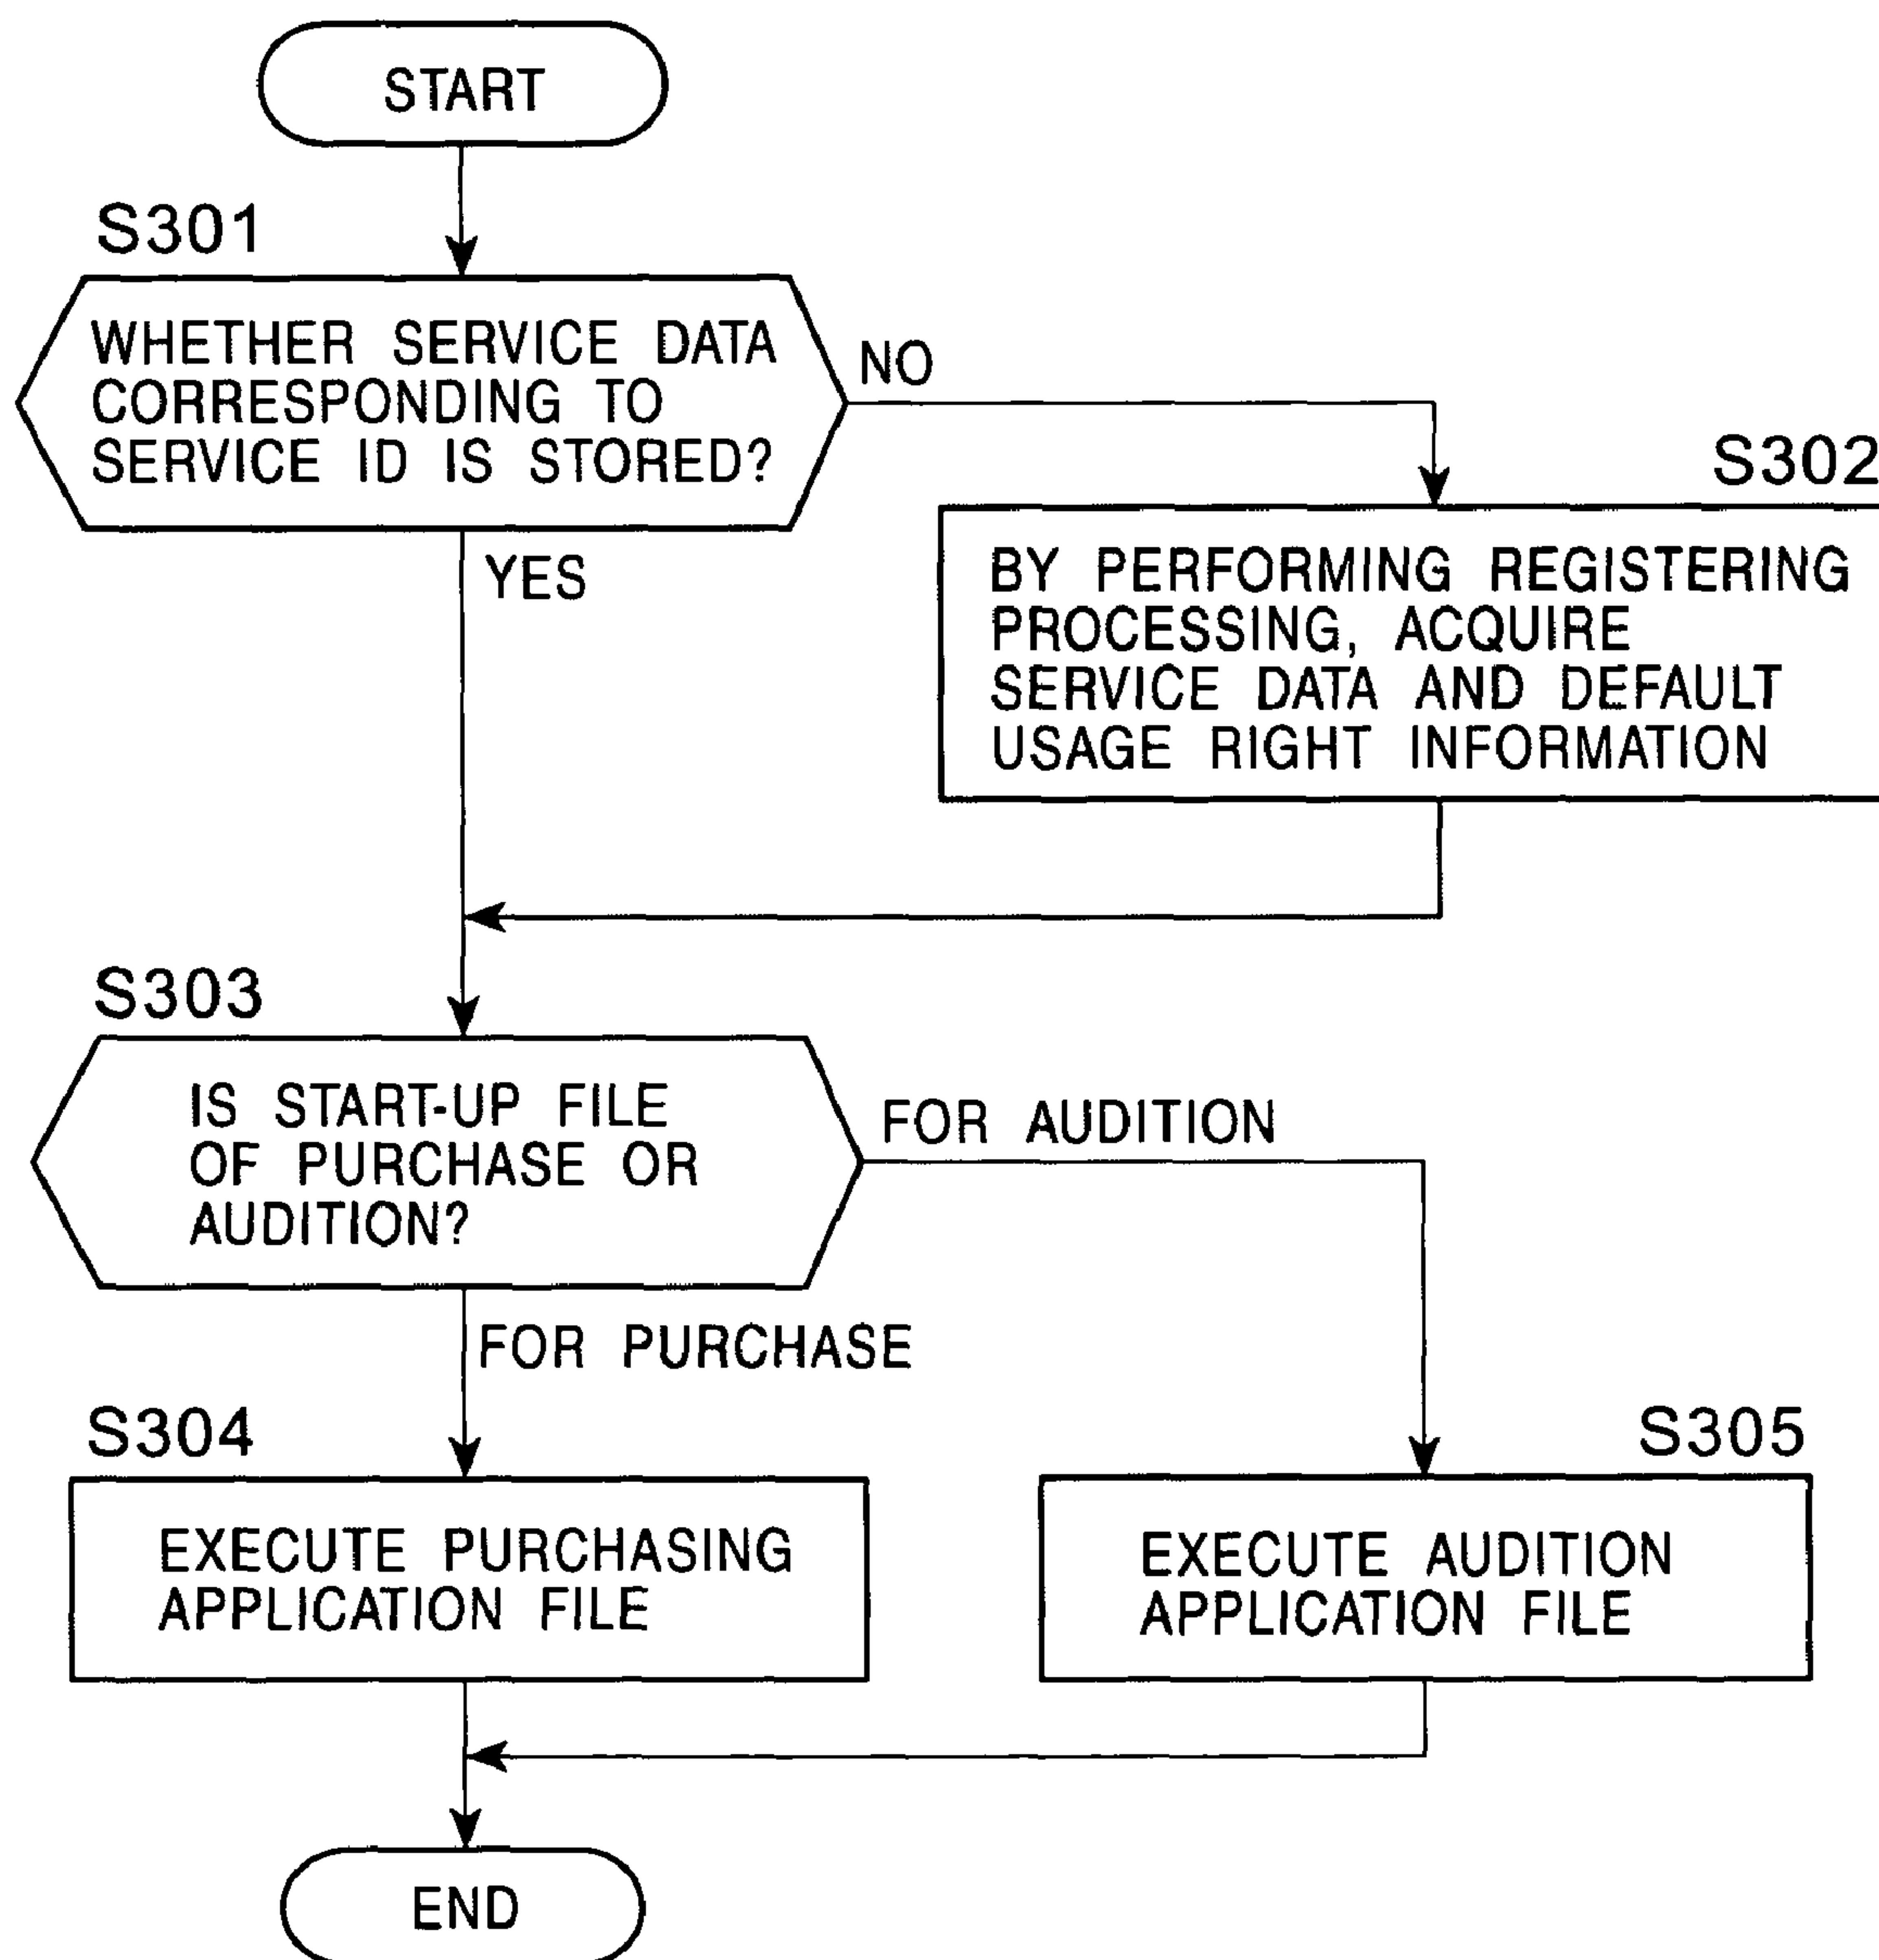 START
S301
WHETHER SERVICE DATA
CORRESPONDING TO
SERVICE ID IS STORED?
NO
YES
S302
BY PERFORMING REGISTERING
PROCESSING, ACQUIRE
SERVICE DATA AND DEFAULT
USAGE RIGHT INFORMATION
S303
IS START-UP FILE
OF PURCHASE OR
AUDITION?
FOR AUDITION
FOR PURCHASE
S304
EXECUTE PURCHASING
APPLICATION FILE
S305
EXECUTE AUDITION
APPLICATION FILE
END